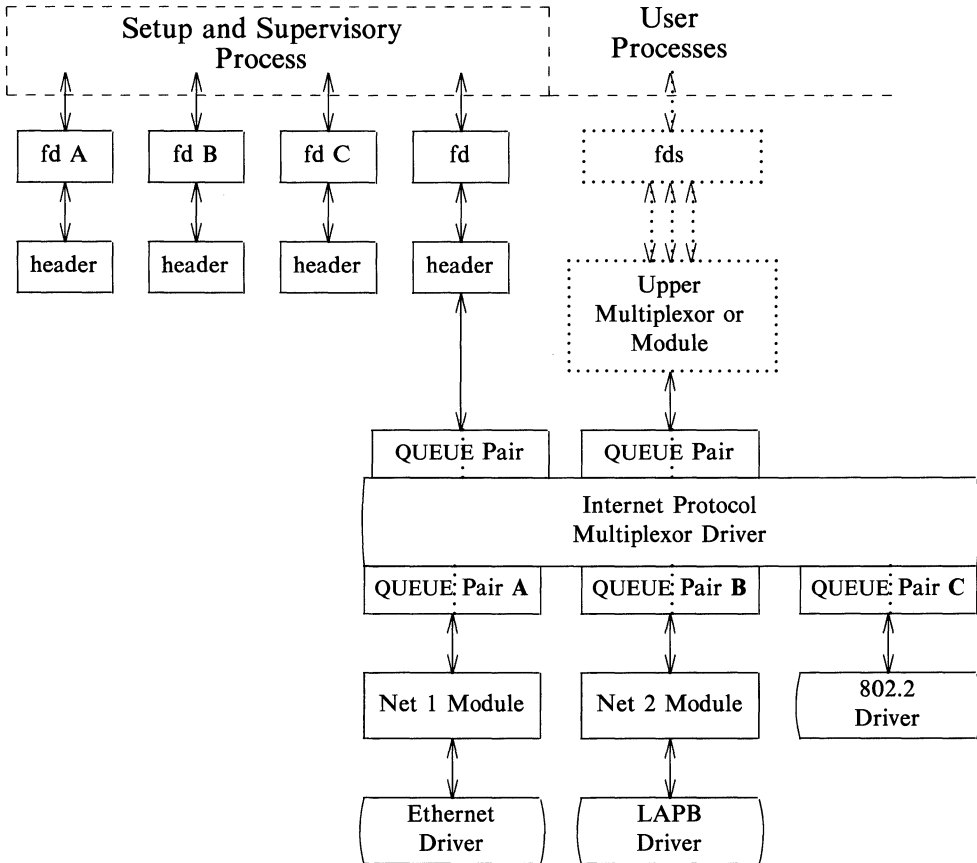 Setup and Supervisory
Process
User
Processes
fd A
fd B
fd C
fd
fds
header
header
header
header
Upper
Multiplexor or
Module
QUEUE Pair
QUEUE Pair
Internet Protocol
Multiplexor Driver
QUEUE Pair A
QUEUE Pair B
QUEUE Pair C
Net 1 Module
Net 2 Module
802.2
Driver
Ethernet
Driver
LAPB
Driver